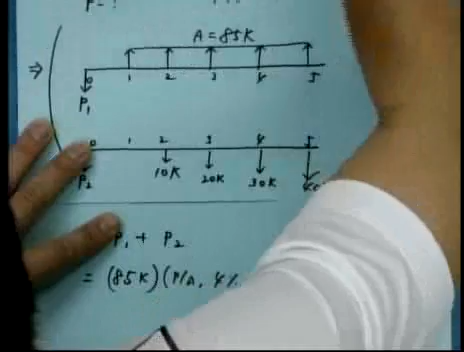 A = 85K
⇒
0 1 2 3 4 5
P₁
0 1 2 3 4 5
P₂ 10K 20K 30K
P₁ + P₂
= (85K)(P/A, 4%